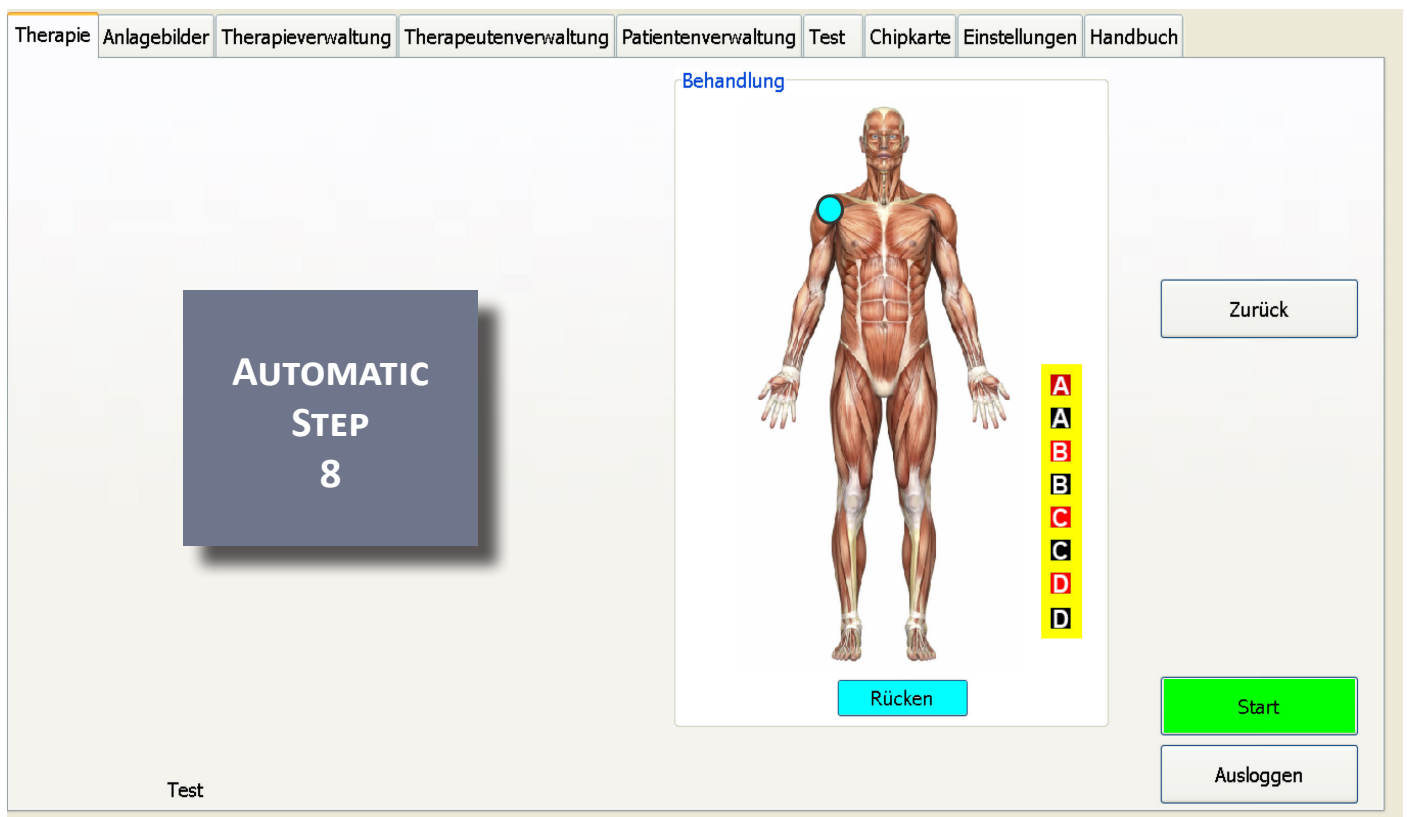 Therapie Anlagebilder Therapieverwaltung Therapeutenverwaltung Patientenverwaltung Test Chipkarte Einstellungen Handbuch
Behandlung
Zurück
AUTOMATIC
STEP
8
A
A
B
B
C
C
D
D
Rücken
Start
Ausloggen
Test